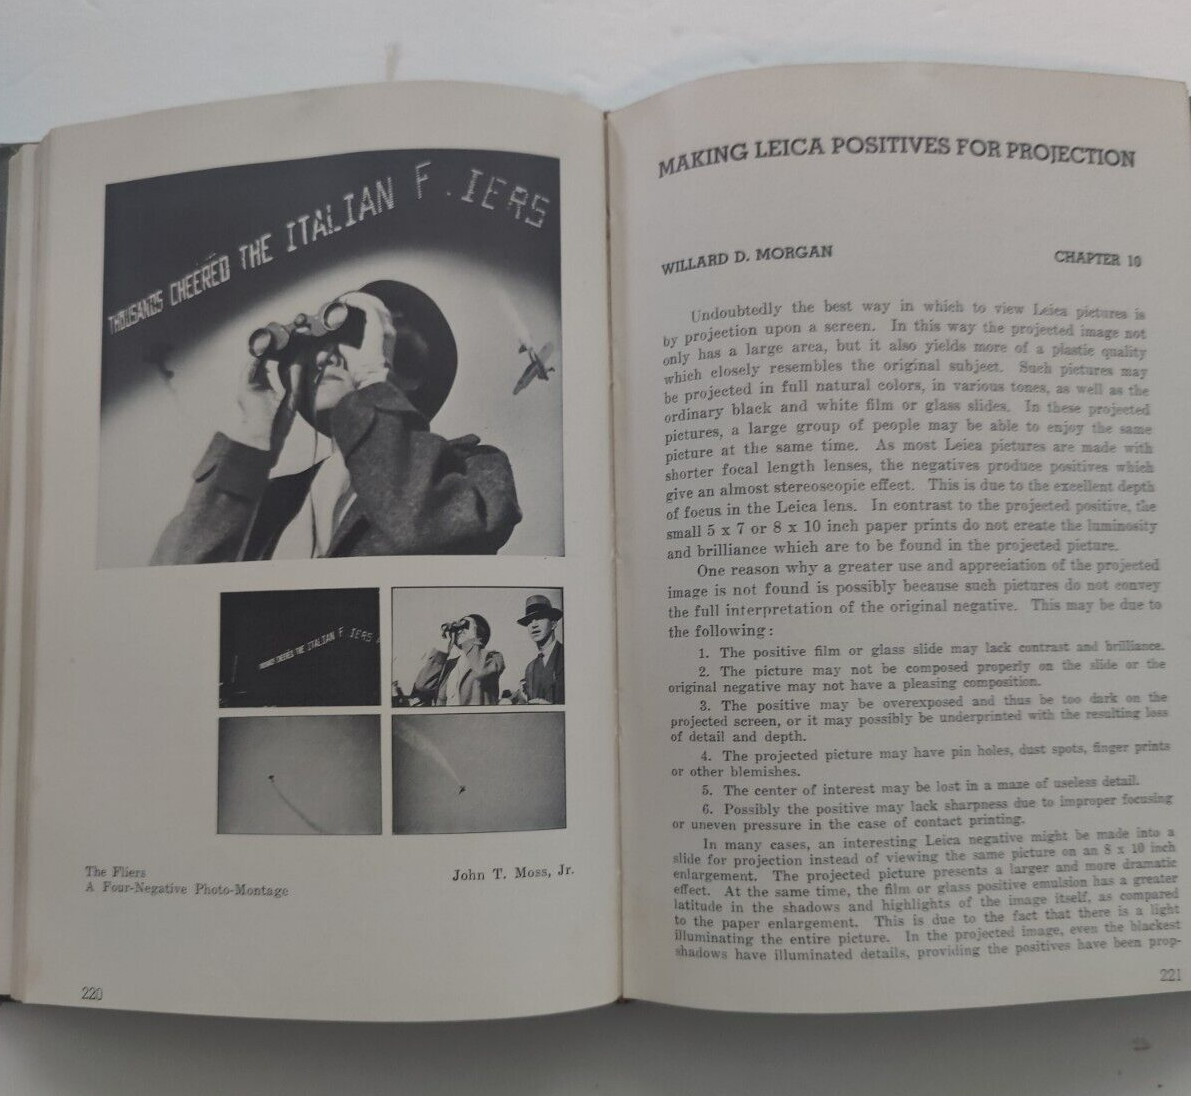 THOUSANDS CHEERED THE ITALIAN F.IERS
THOUSANDS CHEERED THE ITALIAN F IERS
The Fliers
A Four-Negative Photo-Montage
John T. Moss, Jr.
220
MAKING LEICA POSITIVES FOR PROJECTION
WILLARD D. MORGAN
CHAPTER 10
Undoubtedly the best way in which to view Leica pictures is
by projection upon a screen. In this way the projected image not
only has a large area, but it also yields more of a plastic quality
which closely resembles the original subject. Such pictures may
be projected in full natural colors, in various tones, as well as the
ordinary black and white film or glass slides. In these projected
pictures, a large group of people may be able to enjoy the same
picture at the same time. As most Leica pictures are made with
shorter focal length lenses, the negatives produce positives which
give an almost stereoscopic effect. This is due to the excellent depth
of focus in the Leica lens. In contrast to the projected positive, the
small 5 x 7 or 8 x 10 inch paper prints do not create the luminosity
and brilliance which are to be found in the projected picture.
One reason why a greater use and appreciation of the projected
image is not found is possibly because such pictures do not convey
the full interpretation of the original negative. This may be due to
the following:
1. The positive film or glass slide may lack contrast and brilliance.
2. The picture may not be composed properly on the slide or the
original negative may not have a pleasing composition.
3. The positive may be overexposed and thus be too dark on the
projected screen, or it may possibly be underprinted with the resulting loss
of detail and depth.
4. The projected picture may have pin holes, dust spots, finger prints
or other blemishes.
5. The center of interest may be lost in a maze of useless detail.
6. Possibly the positive may lack sharpness due to improper focusing
or uneven pressure in the case of contact printing.
In many cases, an interesting Leica negative might be made into a
slide for projection instead of viewing the same picture on an 8 x 10 inch
enlargement. The projected picture presents a larger and more dramatic
effect. At the same time, the film or glass positive emulsion has a greater
latitude in the shadows and highlights of the image itself, as compared
to the paper enlargement. This is due to the fact that there is a light
illuminating the entire picture. In the projected image, even the blackest
shadows have illuminated details, providing the positives have been prop-
221